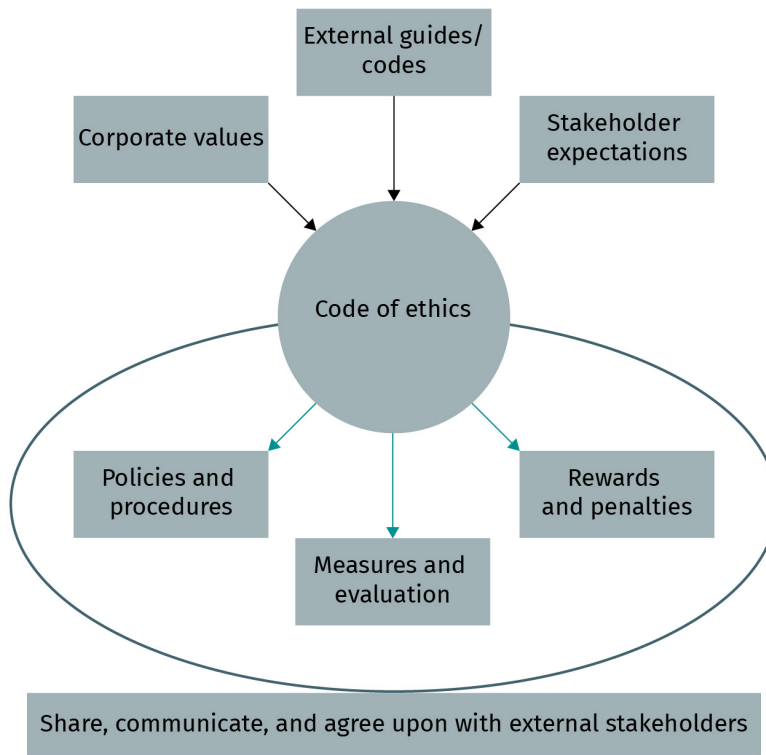 External guides/
codes
Corporate values
Stakeholder
expectations
Code of ethics
Policies and
procedures
Rewards
and penalties
Measures and
evaluation
Share, communicate, and agree upon with external stakeholders